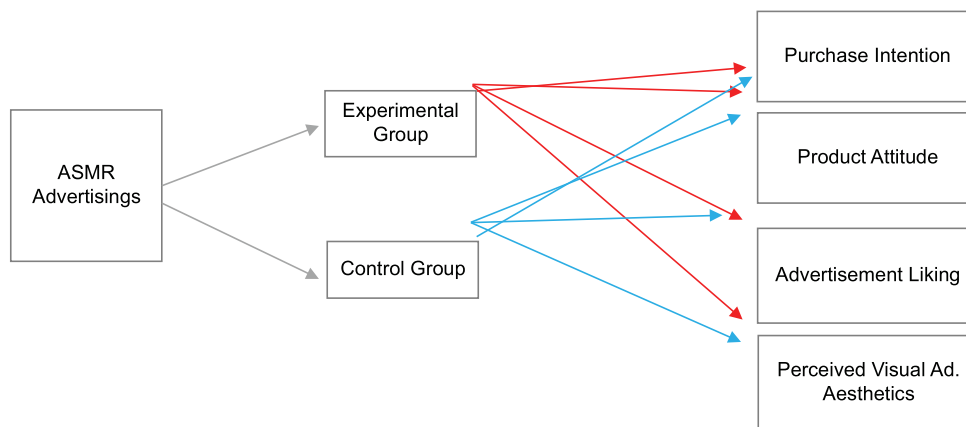 ASMR
Advertisings
Experimental
Group
Control Group
Purchase Intention
Product Attitude
Advertisement Liking
Perceived Visual Ad.
Aesthetics